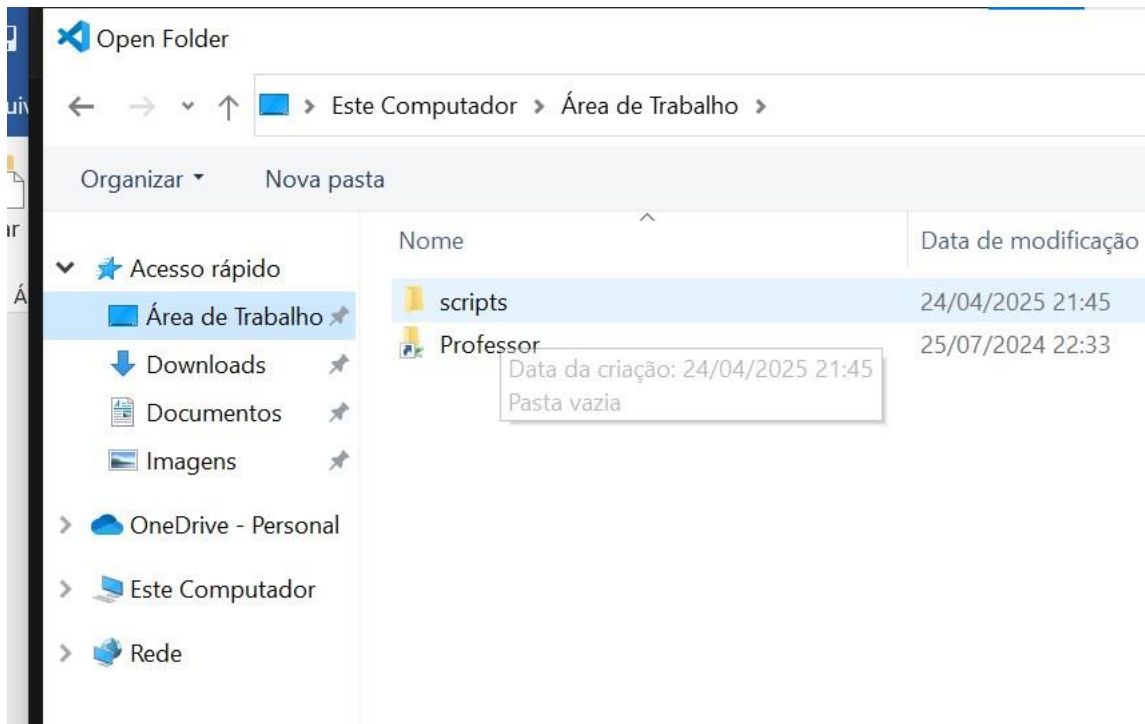 Open Folder
uiv
Este Computador > Área de Trabalho >
Organizar Nova pasta
ar
Á
Nome Data de modificação
Acesso rápido
Área de Trabalho
Downloads
Documentos
Imagens
OneDrive - Personal
Este Computador
Rede
scripts 24/04/2025 21:45
Professor 25/07/2024 22:33
Data da criação: 24/04/2025 21:45
Pasta vazia